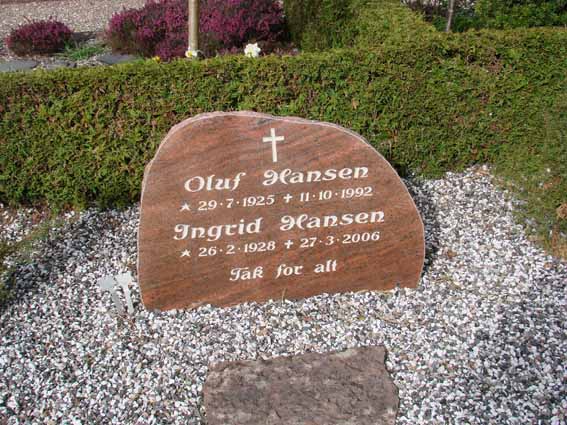 Oluf Hansen
★ 29·7·1925 ✝ 11·10·1992
Ingrid Hansen
★ 26·2·1928 ✝ 27·3·2006
Tak for alt